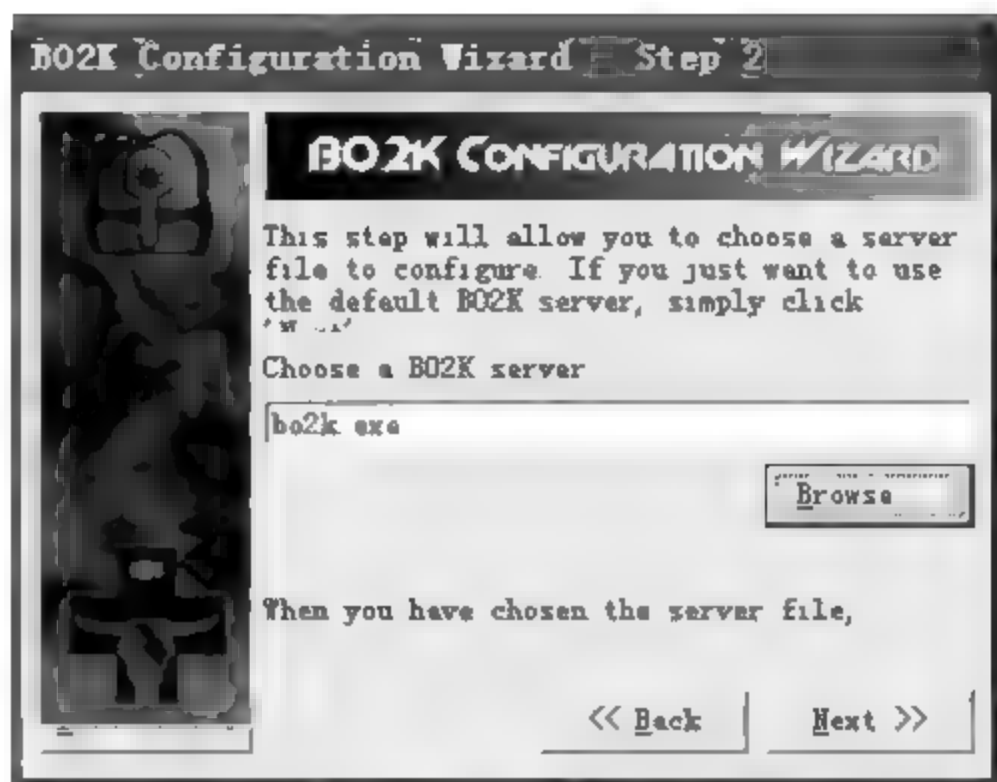 BO2K Configuration Wizard - Step 2
BO2K CONFIGURATION WIZARD
This step will allow you to choose a server
file to configure. If you just want to use
the default BO2K server, simply click
Choose a BO2K server
bo2k exe
Browse
When you have chosen the server file,
<< Back
Next >>